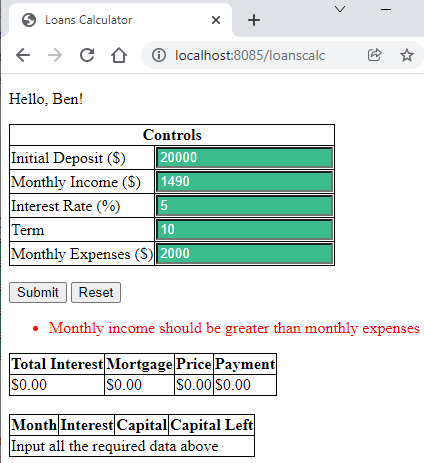 Loans Calculator
localhost:8085/loanscalc
Hello, Ben!
Controls
Initial Deposit ($) 20000
Monthly Income ($) 1490
Interest Rate (%) 5
Term 10
Monthly Expenses ($) 2000
Submit Reset
Monthly income should be greater than monthly expenses
Total Interest Mortgage Price Payment
$0.00 $0.00 $0.00 $0.00
Month Interest Capital Capital Left
Input all the required data above